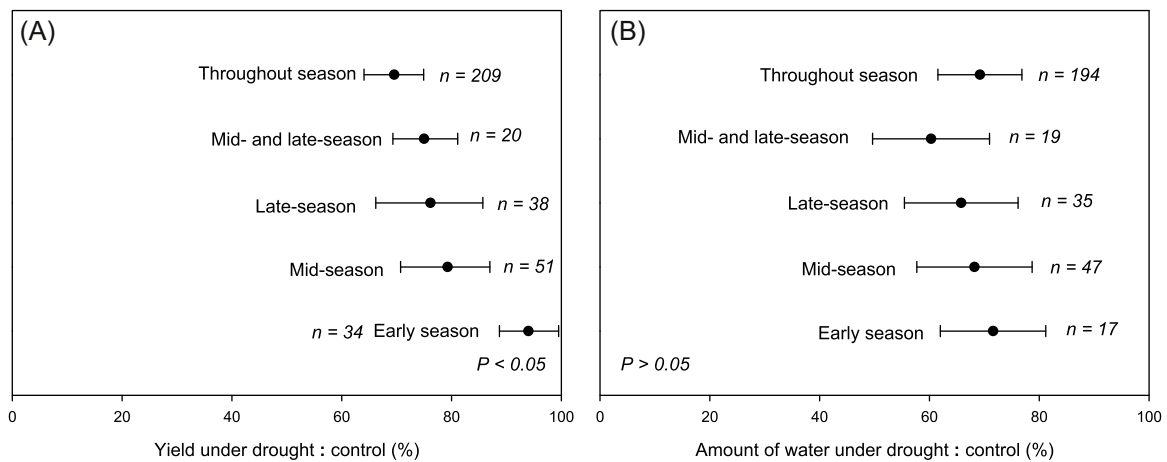 (A)
Throughout season n = 209
Mid- and late-season n = 20
Late-season n = 38
Mid-season n = 51
n = 34 Early season
P < 0.05
0 20 40 60 80 100
Yield under drought : control (%)
(B)
Throughout season n = 194
Mid- and late-season n = 19
Late-season n = 35
Mid-season n = 47
Early season n = 17
P > 0.05
0 20 40 60 80 100
Amount of water under drought : control (%)